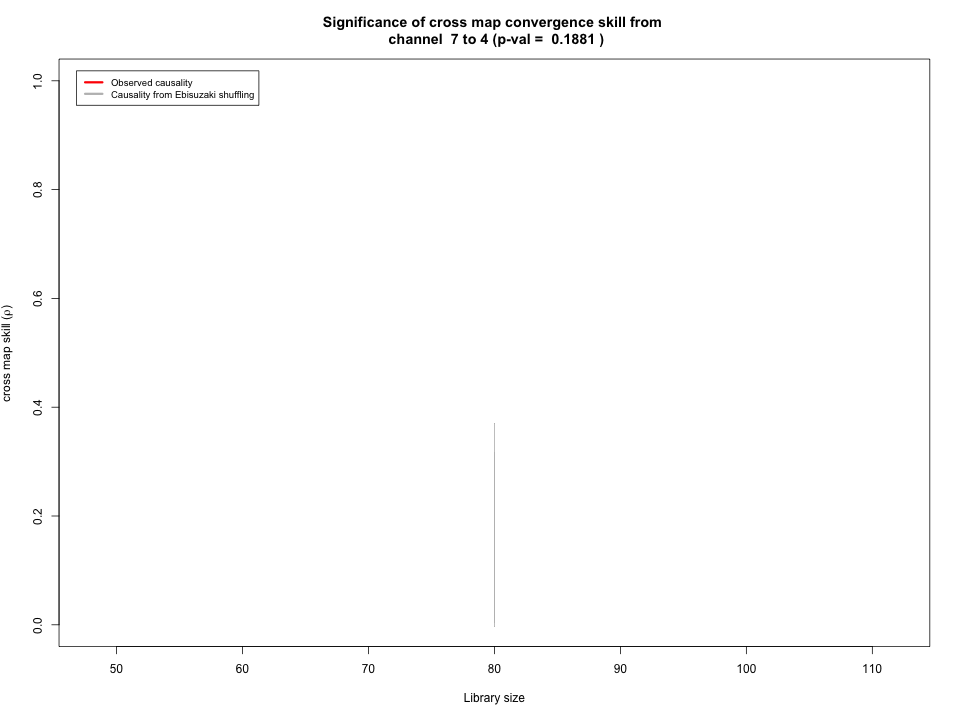 Significance of cross map convergence skill from
channel  7 to 4 (p-val =  0.1881 )
Observed causality
Causality from Ebisuzaki shuffling
cross map skill (ρ)
1.0
0.8
0.6
0.4
0.2
0.0
50 60 70 80 90 100 110
Library size